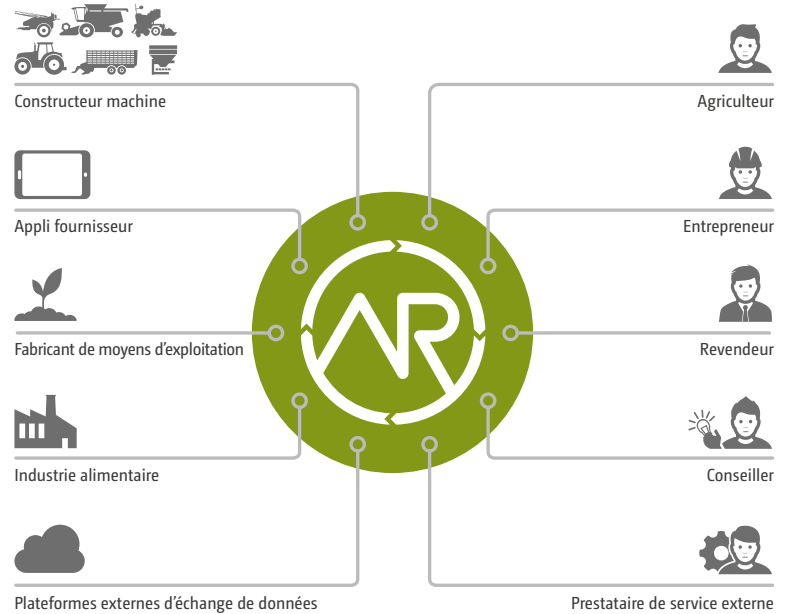 Constructeur machine
Agriculteur
Appli fournisseur
Entrepreneur
AR
Fabricant de moyens d'exploitation
Revendeur
Industrie alimentaire
Conseiller
Plateformes externes d'échange de données
Prestataire de service externe